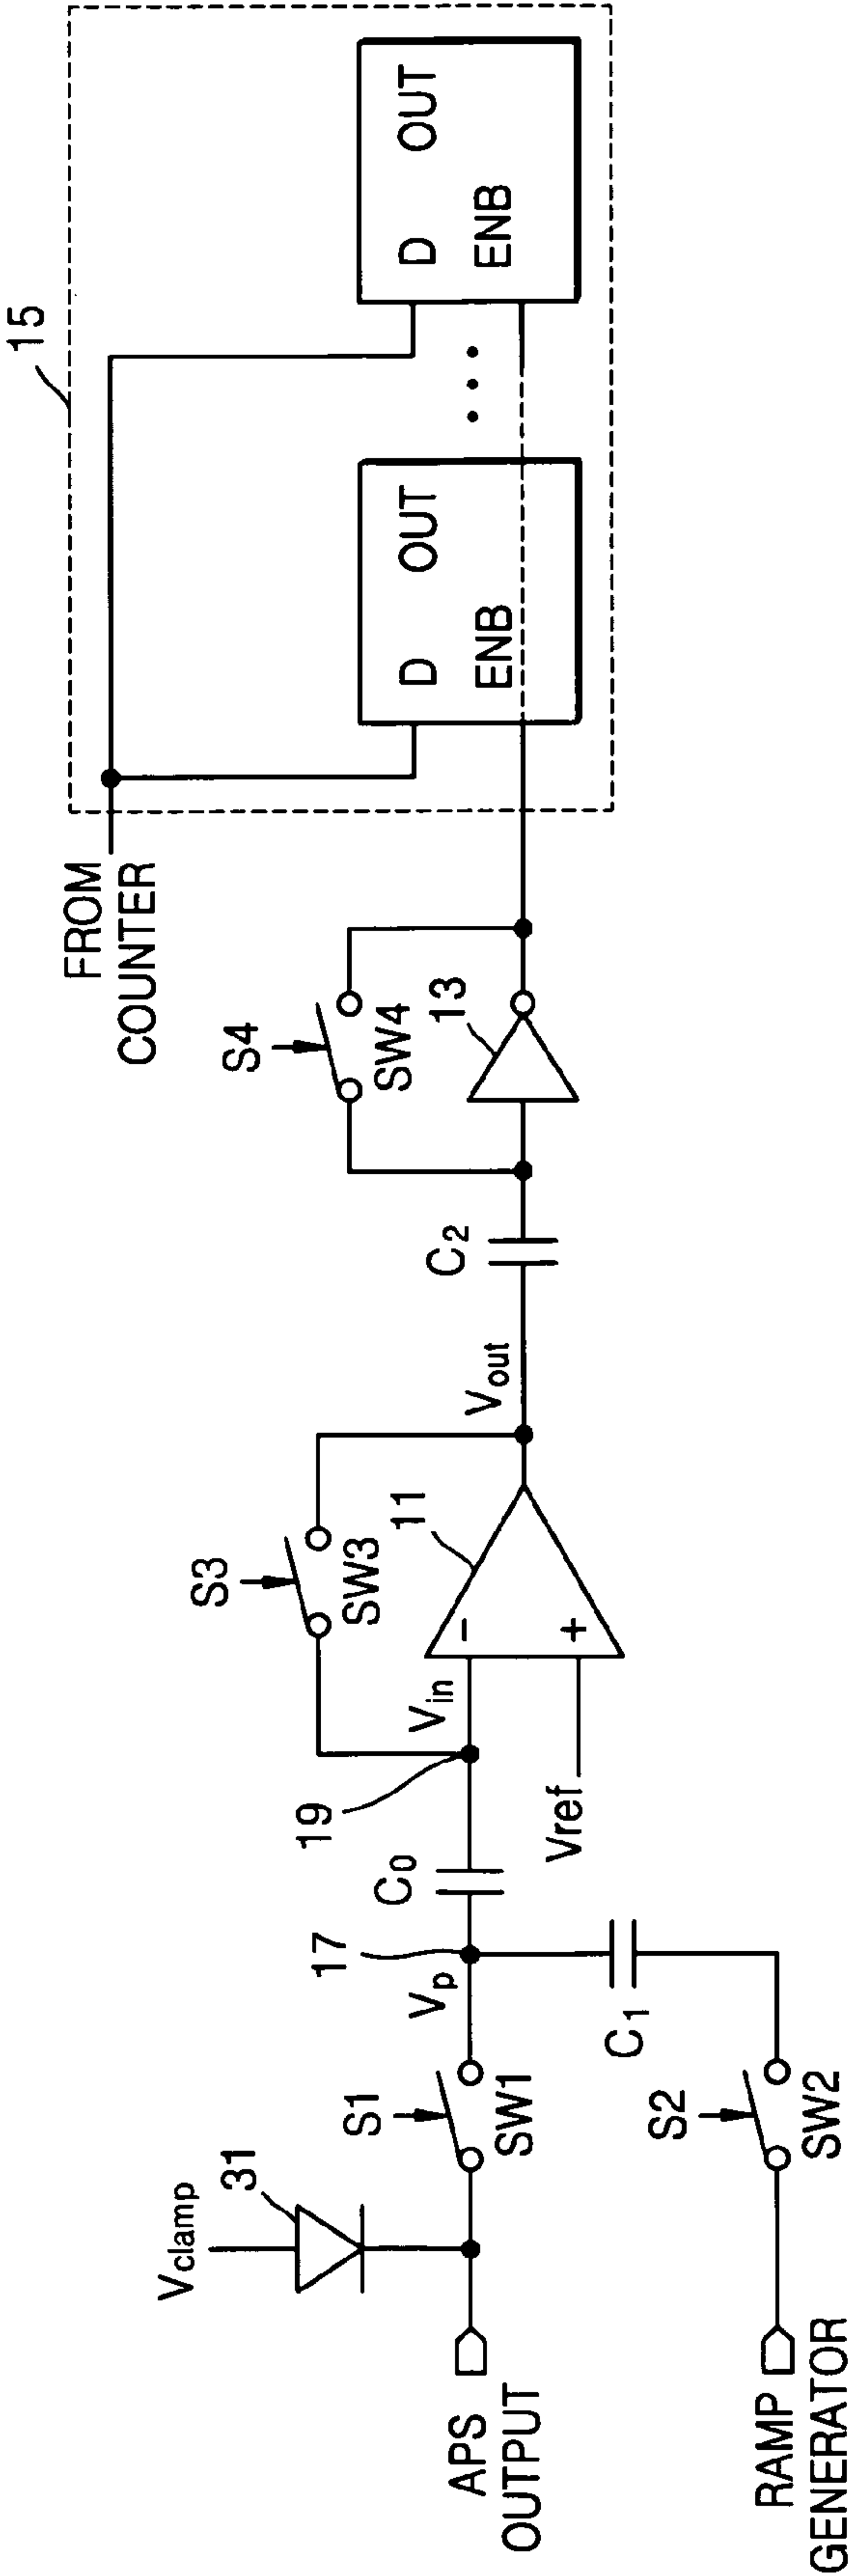 15
FROM
COUNTER
D OUT
ENB
D OUT
ENB
...
S4
SW4
13
C2
Vout
S3
SW3
11
-
+
Vin
19
Vref
C0
17
Vp
C1
S1
SW1
S2
SW2
Vclamp
31
APS
OUTPUT
RAMP
GENERATOR